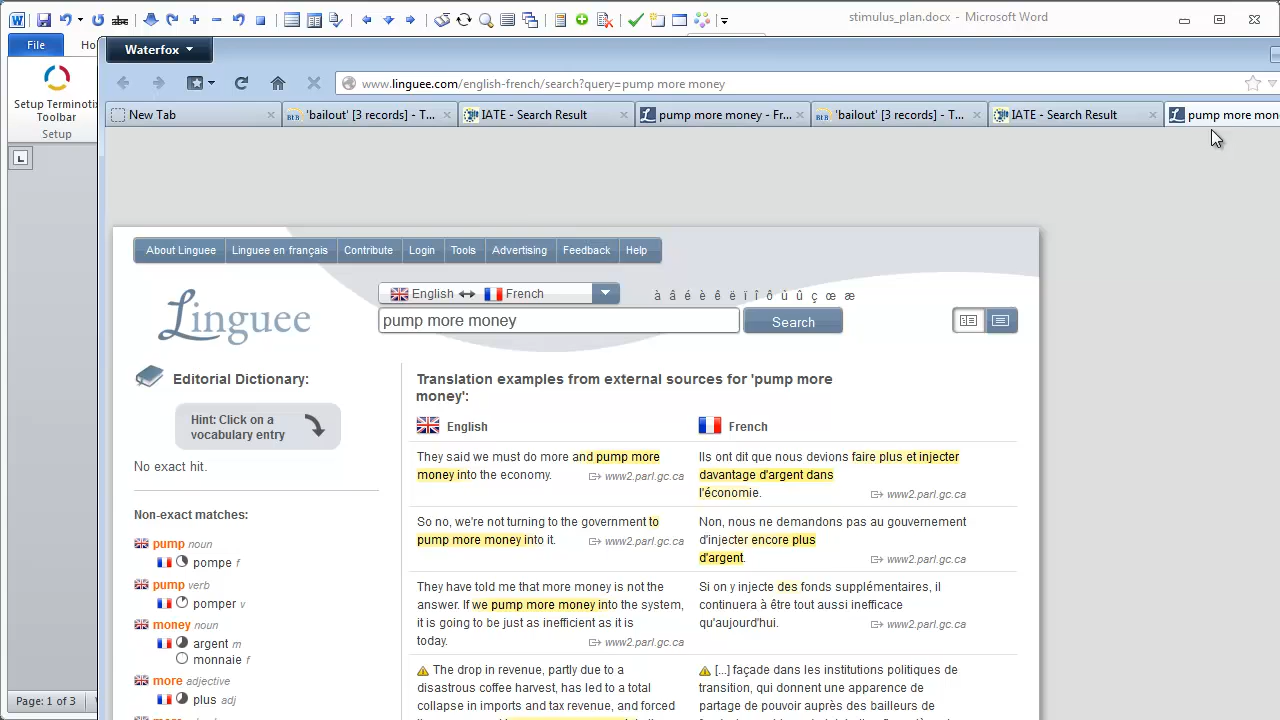 stimulus_plan.docx - Microsoft Word
File
Ho
Waterfox
Setup Terminotix
Toolbar
Setup
www.linguee.com/english-french/search?query=pump more money
New Tab
'bailout' [3 records] - T...
IATE - Search Result
pump more money - Fr...
'bailout' [3 records] - T...
IATE - Search Result
pump more mon
About Linguee
Linguee en français
Contribute
Login
Tools
Advertising
Feedback
Help
English
French
à â é è ê ë ï î ô ù û ç œ æ
Linguee
pump more money
Search
Editorial Dictionary:
Hint: Click on a
vocabulary entry
No exact hit.
Non-exact matches:
pump noun
pompe f
pump verb
pomper v
money noun
argent m
monnaie f
more adjective
plus adj
Translation examples from external sources for 'pump more
money':
English
French
They said we must do more and pump more
money into the economy.
www2.parl.gc.ca
Ils ont dit que nous devions faire plus et injecter
davantage d'argent dans
l'économie.
www2.parl.gc.ca
So no, we're not turning to the government to
pump more money into it.
www2.parl.gc.ca
Non, nous ne demandons pas au gouvernement
d'injecter encore plus
d'argent.
www2.parl.gc.ca
They have told me that more money is not the
answer. If we pump more money into the system,
it is going to be just as inefficient as it is
today.
www2.parl.gc.ca
Si on y injecte des fonds supplémentaires, il
continuera à être tout aussi inefficace
qu'aujourd'hui.
www2.parl.gc.ca
The drop in revenue, partly due to a
disastrous coffee harvest, has led to a total
collapse in imports and tax revenue, and forced
[...] façade dans les institutions politiques de
transition, qui donnent une apparence de
partage de pouvoir auprès des bailleurs de
Page: 1 of 3